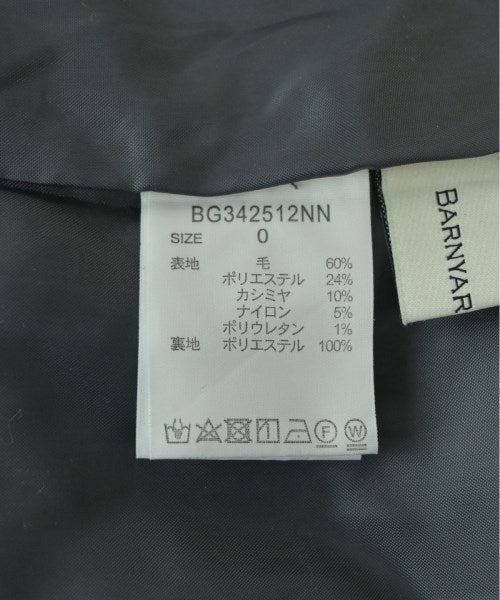 BG342512NN
SIZE 0
表地 毛 60%
ポリエステル 24%
カシミヤ 10%
ナイロン 5%
ポリウレタン 1%
裏地 ポリエステル 100%
F W
BARNYAR